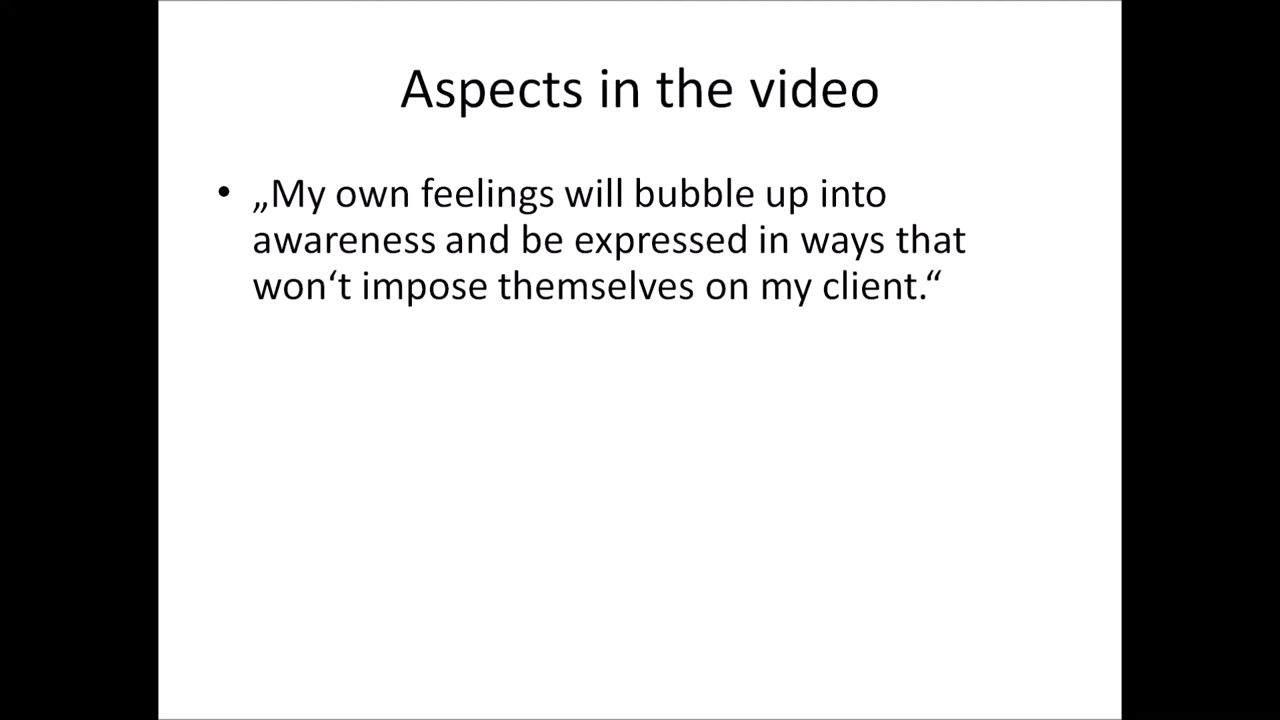 Aspects in the video
• „My own feelings will bubble up into
awareness and be expressed in ways that
won‘t impose themselves on my client.“